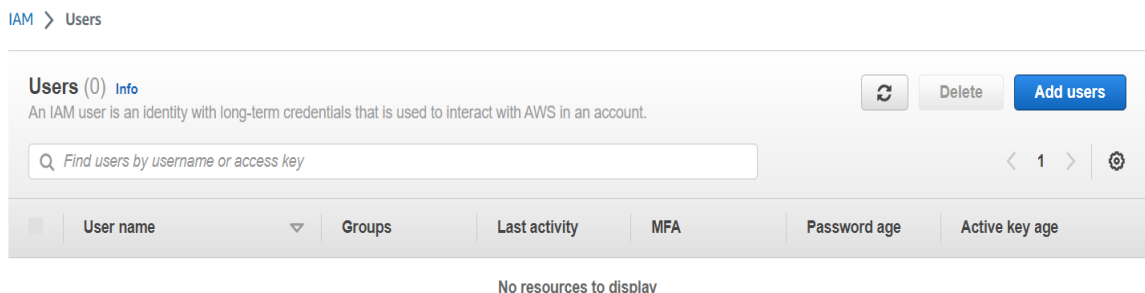 IAM > Users
Users (0) Info
Delete
Add users
An IAM user is an identity with long-term credentials that is used to interact with AWS in an account.
Find users by username or access key
< 1 >
User name
Groups
Last activity
MFA
Password age
Active key age
No resources to display